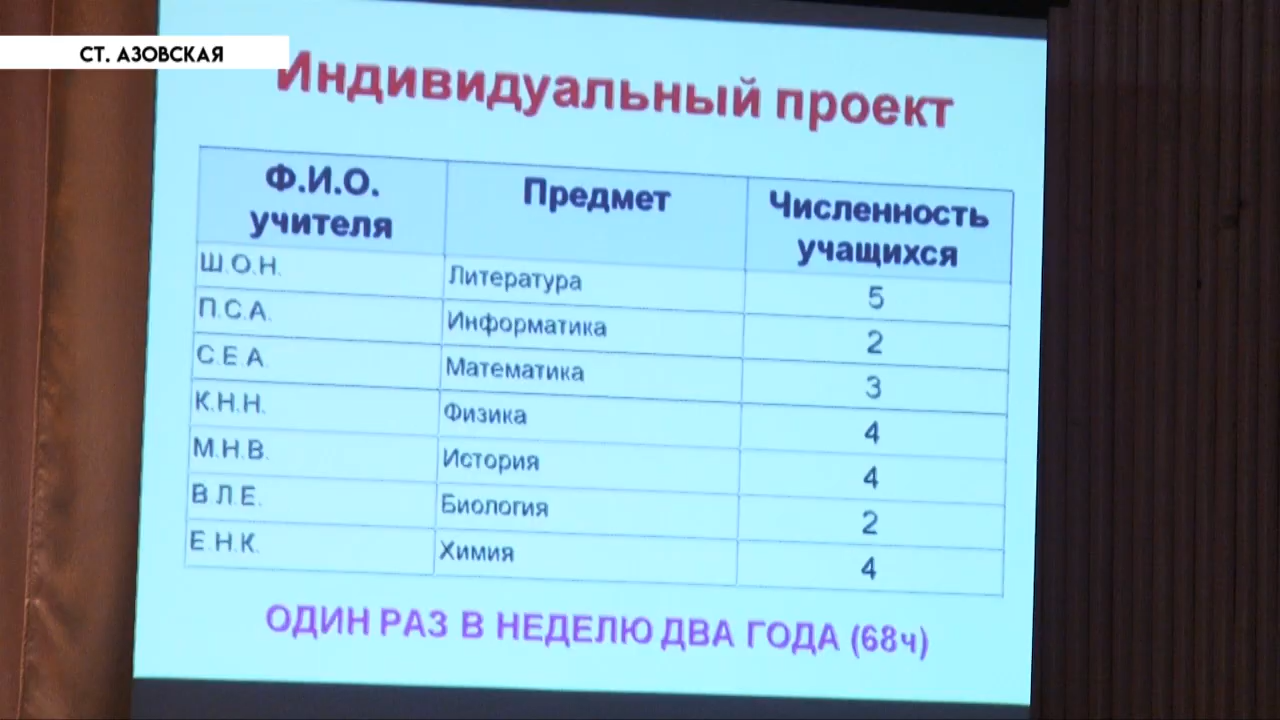 СТ. АЗОВСКАЯ
Индивидуальный проект
Ф.И.О. учителя Предмет Численность учащихся
Ш.О.Н. Литература 5
П.С.А. Информатика 2
С.Е.А. Математика 3
К.Н.Н. Физика 4
М.Н.В. История 4
В.Л.Е. Биология 2
Е.Н.К. Химия 4
ОДИН РАЗ В НЕДЕЛЮ ДВА ГОДА (68ч)